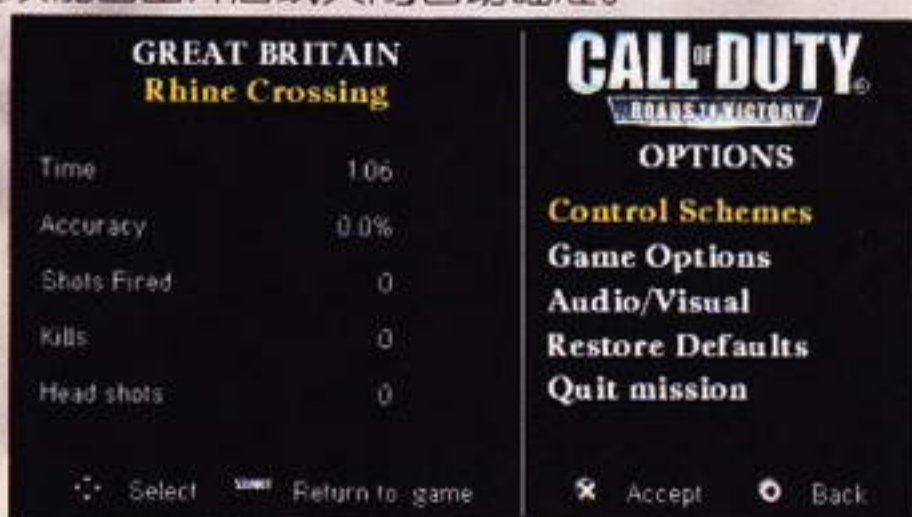 GREAT BRITAIN
Rhine Crossing
Time 1:06
Accuracy 0.0%
Shots Fired 0
Kills 0
Head shots 0
Select START Return to game
CALL OF DUTY®
ROADS TO VICTORY
OPTIONS
Control Schemes
Game Options
Audio/Visual
Restore Defaults
Quit mission
Accept Back